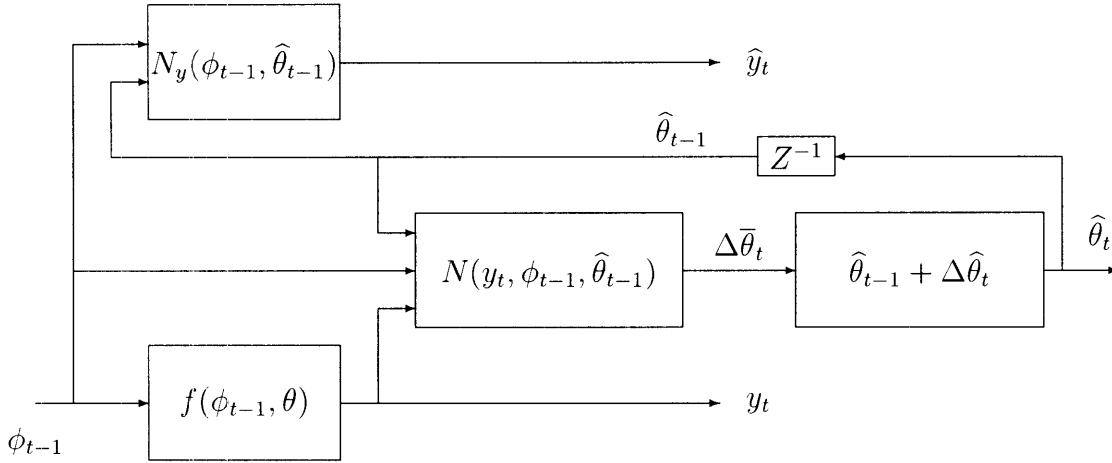 N_y(ϕ_{t−1}, θ̂_{t−1})
ŷ_t
θ̂_{t−1}
Z^{−1}
N(y_t, ϕ_{t−1}, θ̂_{t−1})
Δθ̄_t
θ̂_{t−1} + Δθ̂_t
θ̂_t
f(ϕ_{t−1}, θ)
y_t
ϕ_{t−1}